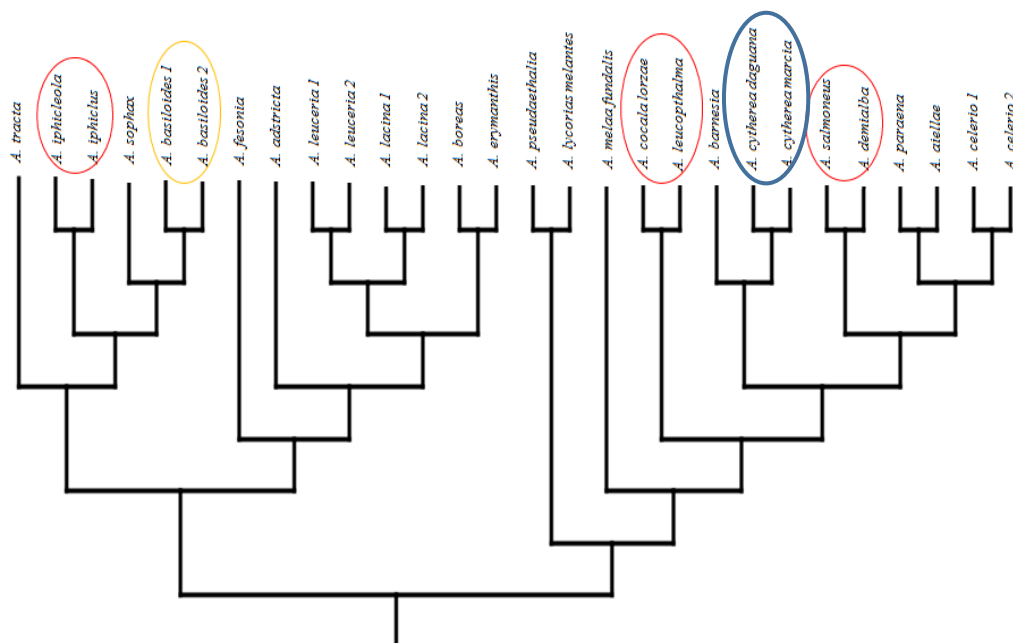 A. tracta
A. iphicleola
A. iphiclus
A. sophax
A. basiloides 1
A. basiloides 2
A. fesonia
A. adstricta
A. leuceria 1
A. leuceria 2
A. lacina 1
A. lacina 2
A. boreas
A. erymanthis
A. pseudaethalia
A. lycorias melantes
A. melaa fundalis
A. cocala lorzae
A. leucopthalma
A. barnesia
A. cytherea daguana
A. cytherea marcia
A. salmoneus
A. demialba
A. paraena
A. aiellae
A. celerio 1
A. celerio 2